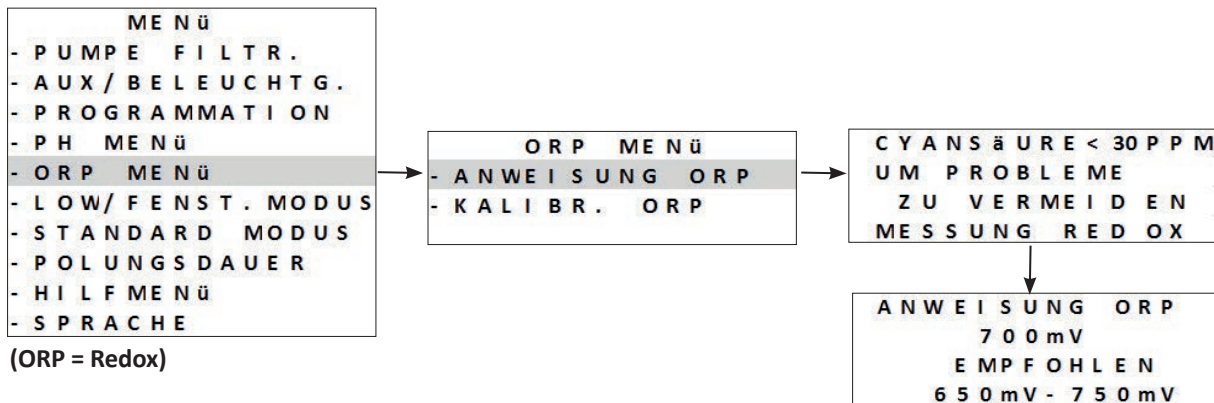 MENü
- PUMPE FILTR.
- AUX/BELEUCHTG.
- PROGRAMMATION
- PH MENü
- ORP MENü
- LOW/FENST.MODUS
- STANDARD MODUS
- POLUNGSDAUER
- HILFMENü
- SPRACHE
(ORP = Redox)
ORP MENü
- ANWEISUNG ORP
- KALIBR. ORP
CYANSäURE<30PPM
UM PROBLEME
ZU VERMEIDEN
MESSUNG REDOX
ANWEISUNG ORP
700mV
EMPFOHLEN
650mV-750mV